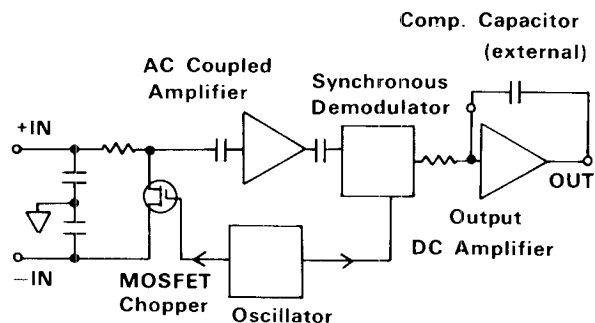 Comp. Capacitor
(external)
AC Coupled
Amplifier
Synchronous
Demodulator
+IN
OUT
Output
DC Amplifier
−IN
MOSFET
Chopper
Oscillator